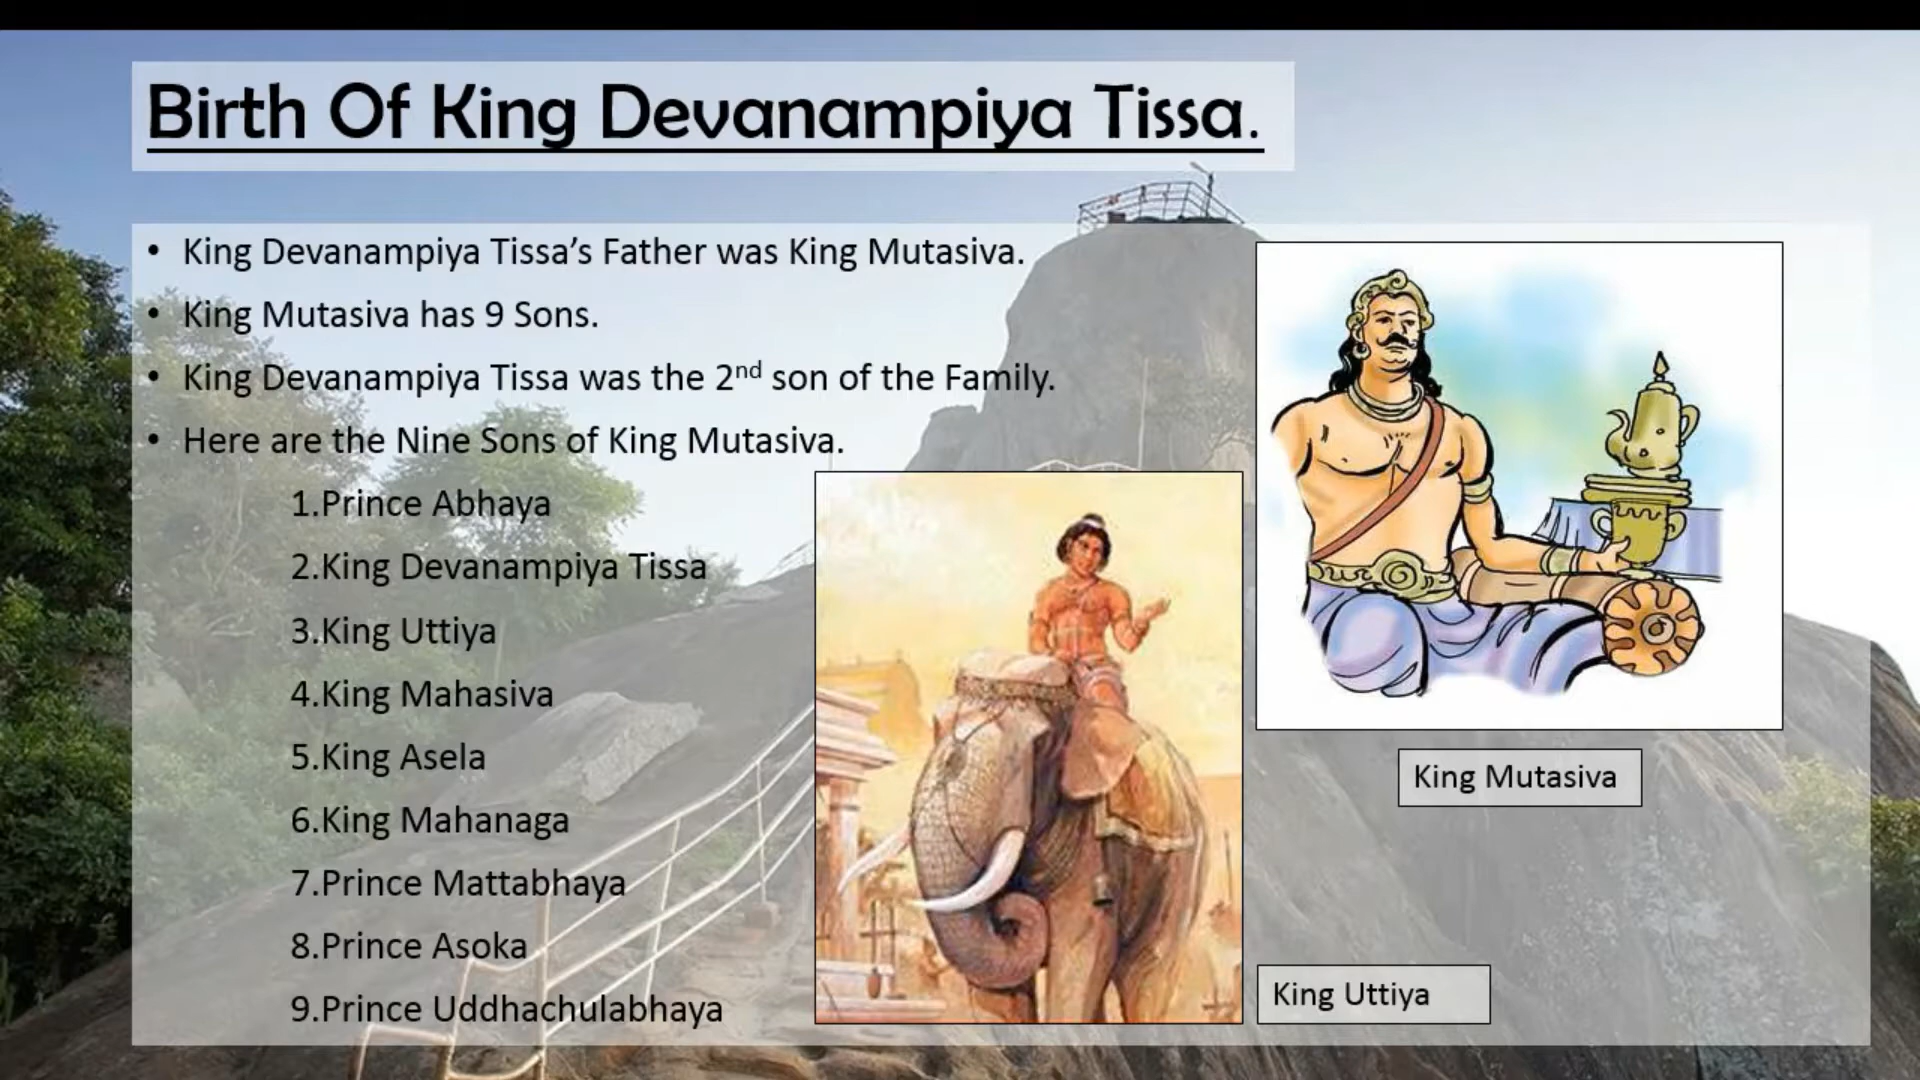 Birth Of King Devanampiya Tissa.
• King Devanampiya Tissa’s Father was King Mutasiva.
• King Mutasiva has 9 Sons.
• King Devanampiya Tissa was the 2nd son of the Family.
• Here are the Nine Sons of King Mutasiva.
1.Prince Abhaya
2.King Devanampiya Tissa
3.King Uttiya
4.King Mahasiva
5.King Asela
6.King Mahanaga
7.Prince Mattabhaya
8.Prince Asoka
9.Prince Uddhachulabhaya
King Mutasiva
King Uttiya